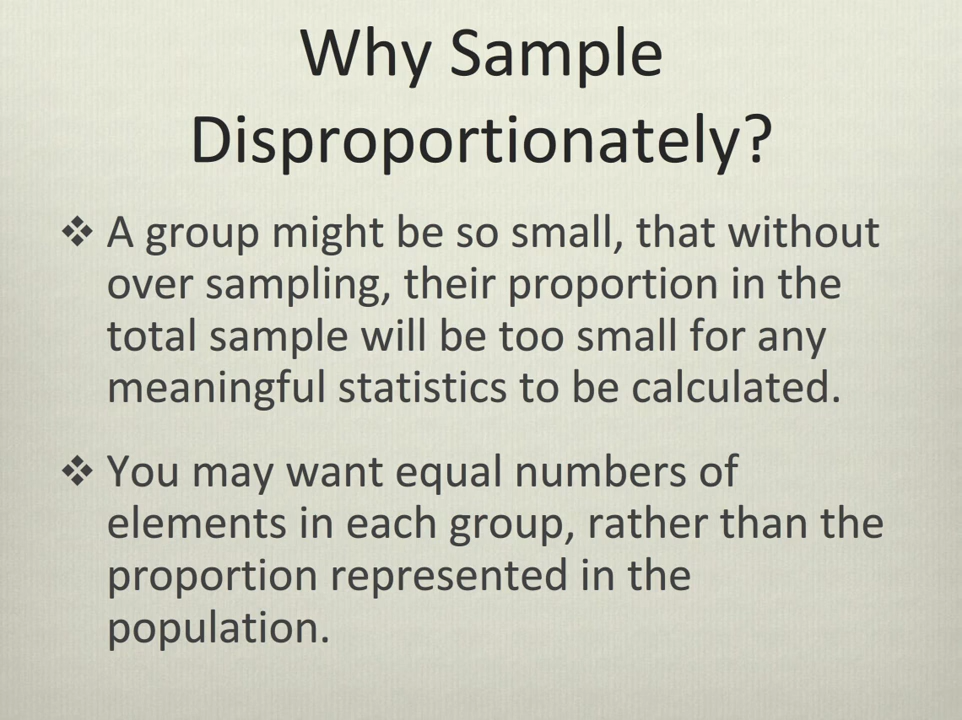 Why Sample
Disproportionately?
❖ A group might be so small, that without
over sampling, their proportion in the
total sample will be too small for any
meaningful statistics to be calculated.
❖ You may want equal numbers of
elements in each group, rather than the
proportion represented in the
population.